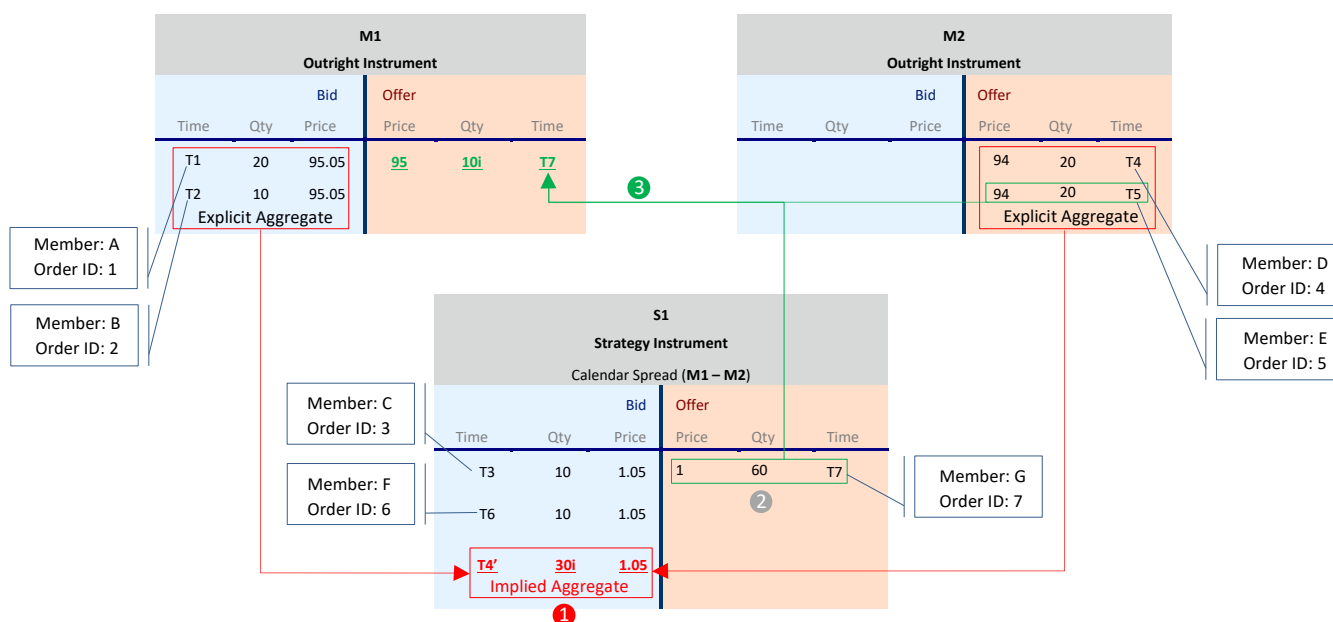 M1
Outright Instrument
Bid Offer
Time Qty Price Price Qty Time
T1 20 95.05 95 10i T7
T2 10 95.05
Explicit Aggregate
M2
Outright Instrument
Bid Offer
Time Qty Price Price Qty Time
94 20 T4
94 20 T5
Explicit Aggregate
3
Member: A
Order ID: 1
Member: B
Order ID: 2
Member: D
Order ID: 4
Member: E
Order ID: 5
S1
Strategy Instrument
Calendar Spread (M1 – M2)
Bid Offer
Time Qty Price Price Qty Time
T3 10 1.05 1 60 T7
2
T6 10 1.05
T4’ 30i 1.05
Implied Aggregate
1
Member: C
Order ID: 3
Member: F
Order ID: 6
Member: G
Order ID: 7